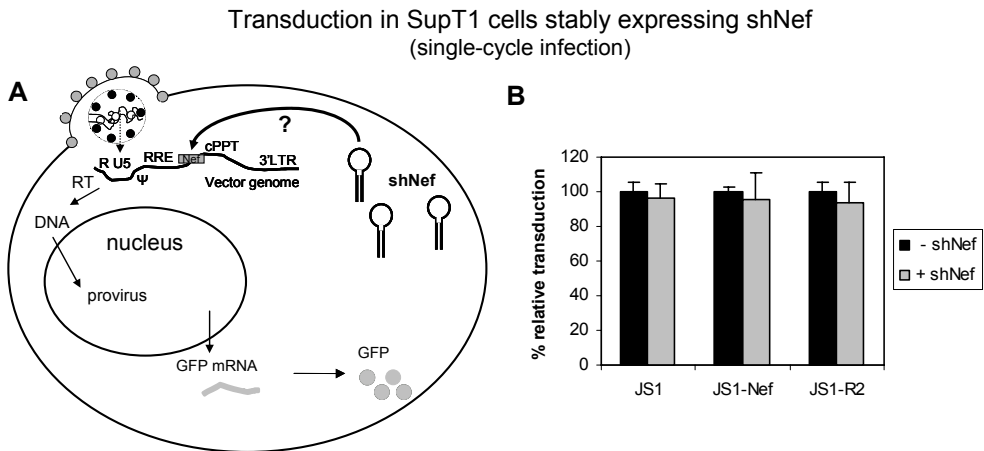 Transduction in SupT1 cells stably expressing shNef
(single-cycle infection)
A
?
cPPT
RRE
Nef
R U5
3'LTR
Ψ
Vector genome
shNef
RT
DNA
nucleus
provirus
GFP mRNA
GFP
B
% relative transduction
120
100
80
60
40
20
0
JS1
JS1-Nef
JS1-R2
- shNef
+ shNef